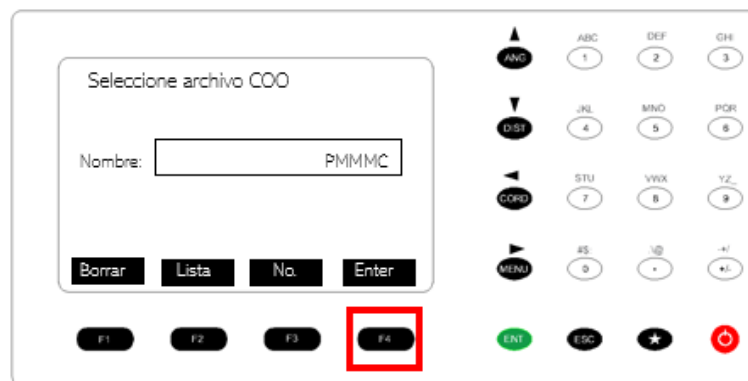 Seleccione archivo COO
Nombre: PMMMC
Borrar Lista No. Enter
F1 F2 F3 F4
ANG
ABC DEF GHI
1 2 3
DIST
JKL MNO PQR
4 5 6
CORD
STU VWX YZ_
7 8 9
MENU
#$: .\@ -+/
0 . +/-
ENT ESC